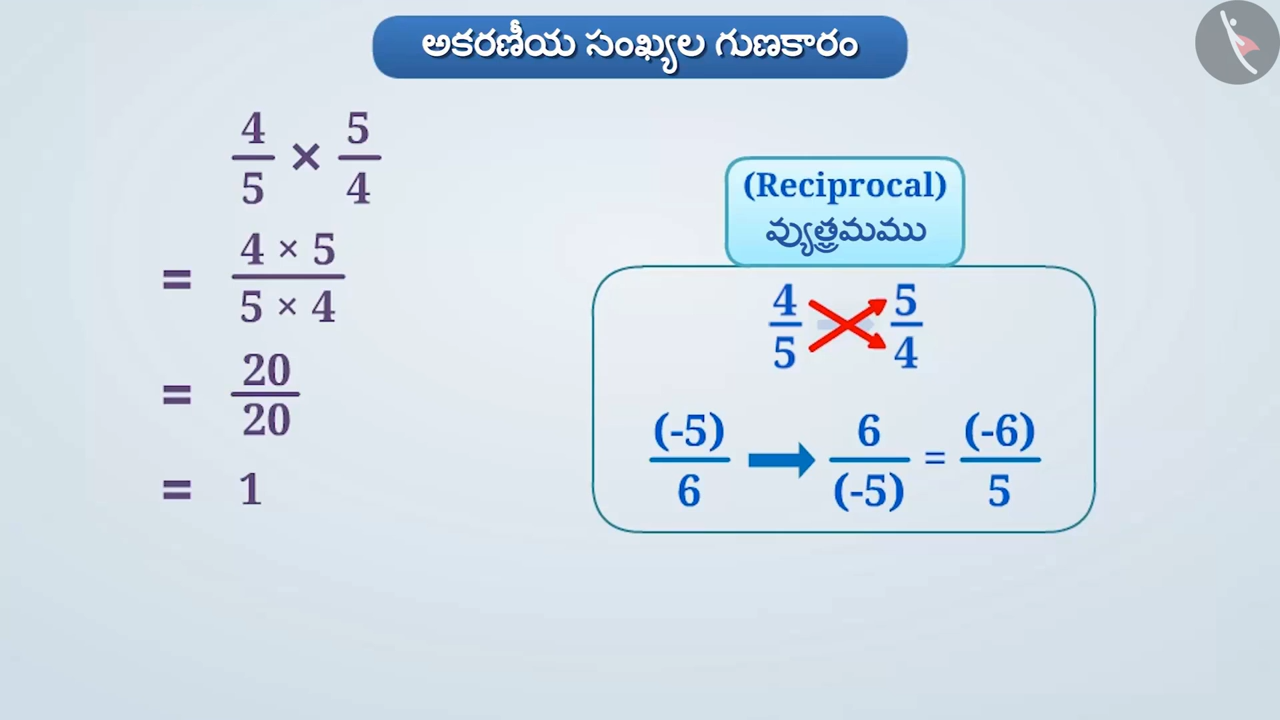 అకరణీయ సంఖ్యల గుణకారం
4/5 × 5/4
= (4 × 5)/(5 × 4)
= 20/20
= 1
(Reciprocal)
వ్యుత్క్రమము
4/5 5/4
(-5)/6 → 6/(-5) = (-6)/5